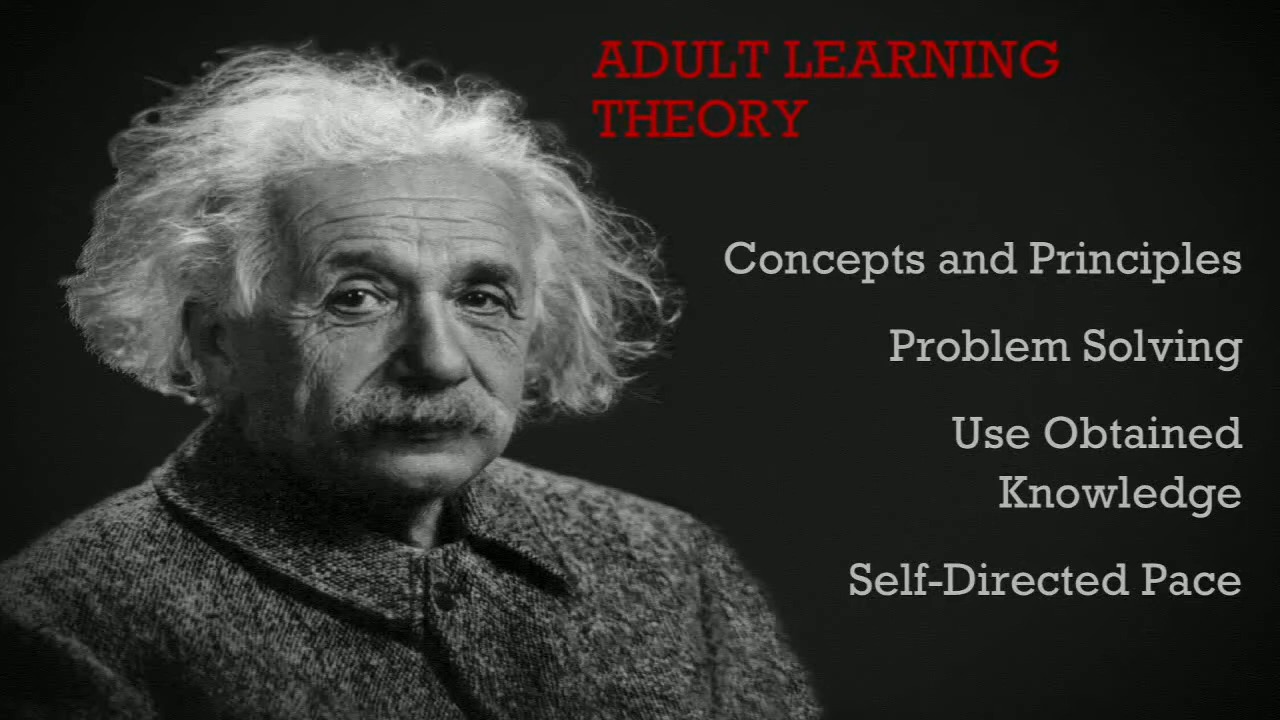 ADULT LEARNING
THEORY
Concepts and Principles
Problem Solving
Use Obtained
Knowledge
Self-Directed Pace